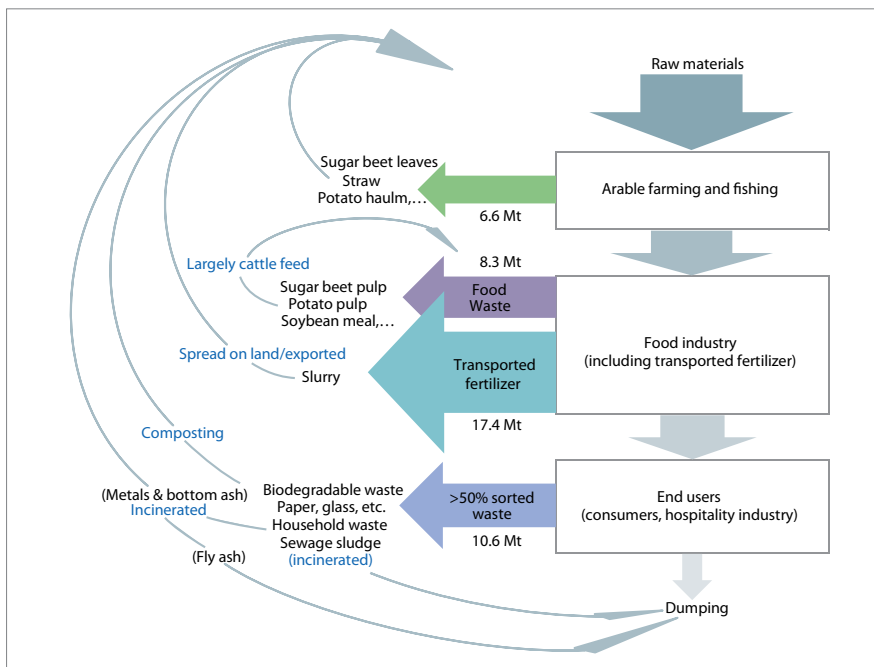 Raw materials
Sugar beet leaves
Straw
Potato haulm,...
6.6 Mt
Arable farming and fishing
Largely cattle feed
8.3 Mt
Sugar beet pulp
Potato pulp
Soybean meal,...
Food
Waste
Food industry
(including transported fertilizer)
Spread on land/exported
Slurry
Transported
fertilizer
17.4 Mt
Composting
(Metals & bottom ash)
Incinerated
(Fly ash)
Biodegradable waste
Paper, glass, etc.
Household waste
Sewage sludge
(incinerated)
>50% sorted
waste
10.6 Mt
End users
(consumers, hospitality industry)
Dumping